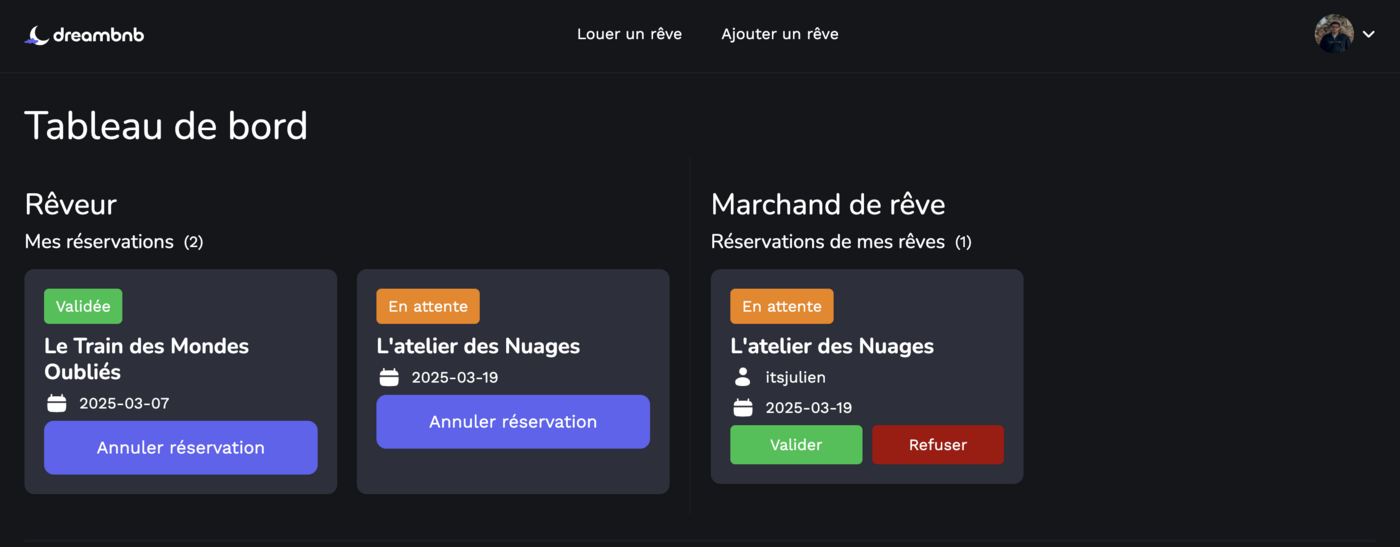 dreambnb
Louer un rêve
Ajouter un rêve
Tableau de bord
Rêveur
Mes réservations (2)
Validée
Le Train des Mondes
Oubliés
2025-03-07
Annuler réservation
En attente
L'atelier des Nuages
2025-03-19
Annuler réservation
Marchand de rêve
Réservations de mes rêves (1)
En attente
L'atelier des Nuages
itsjulien
2025-03-19
Valider
Refuser